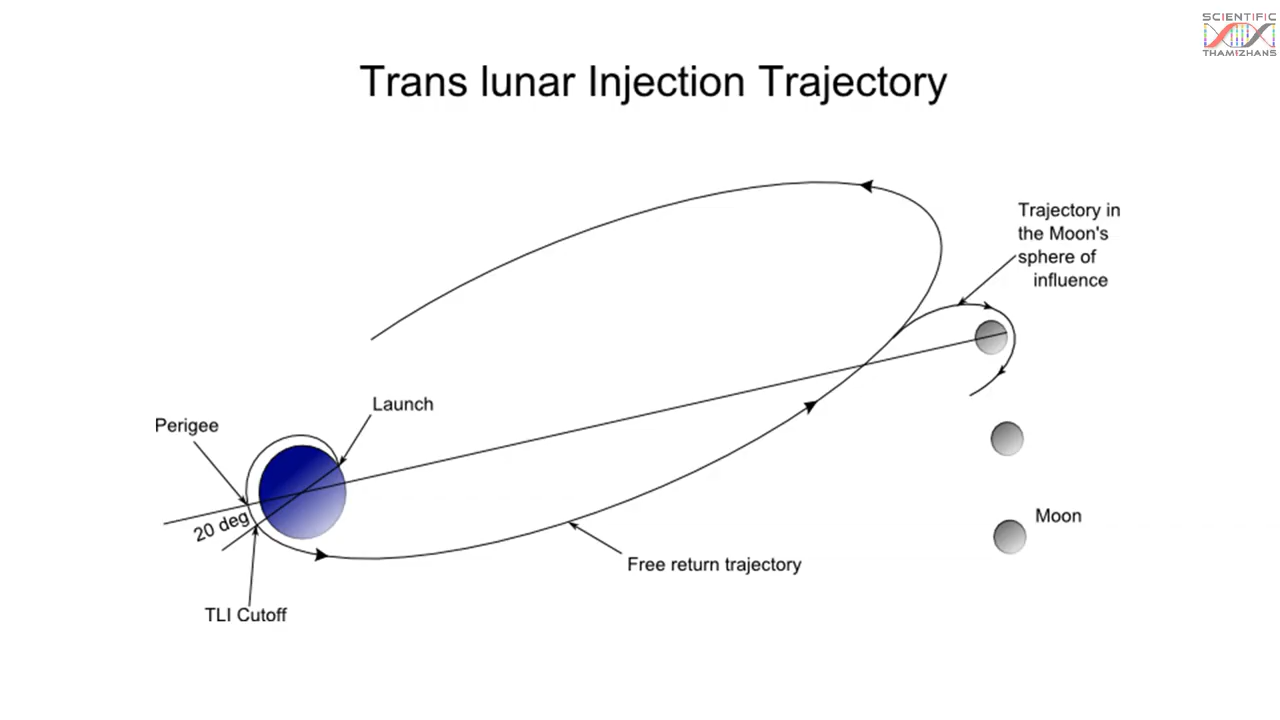 SCIENTIFIC
THAMIZHANS
Trans lunar Injection Trajectory
Trajectory in
the Moon's
sphere of
influence
Launch
Perigee
20 deg
Moon
Free return trajectory
TLI Cutoff